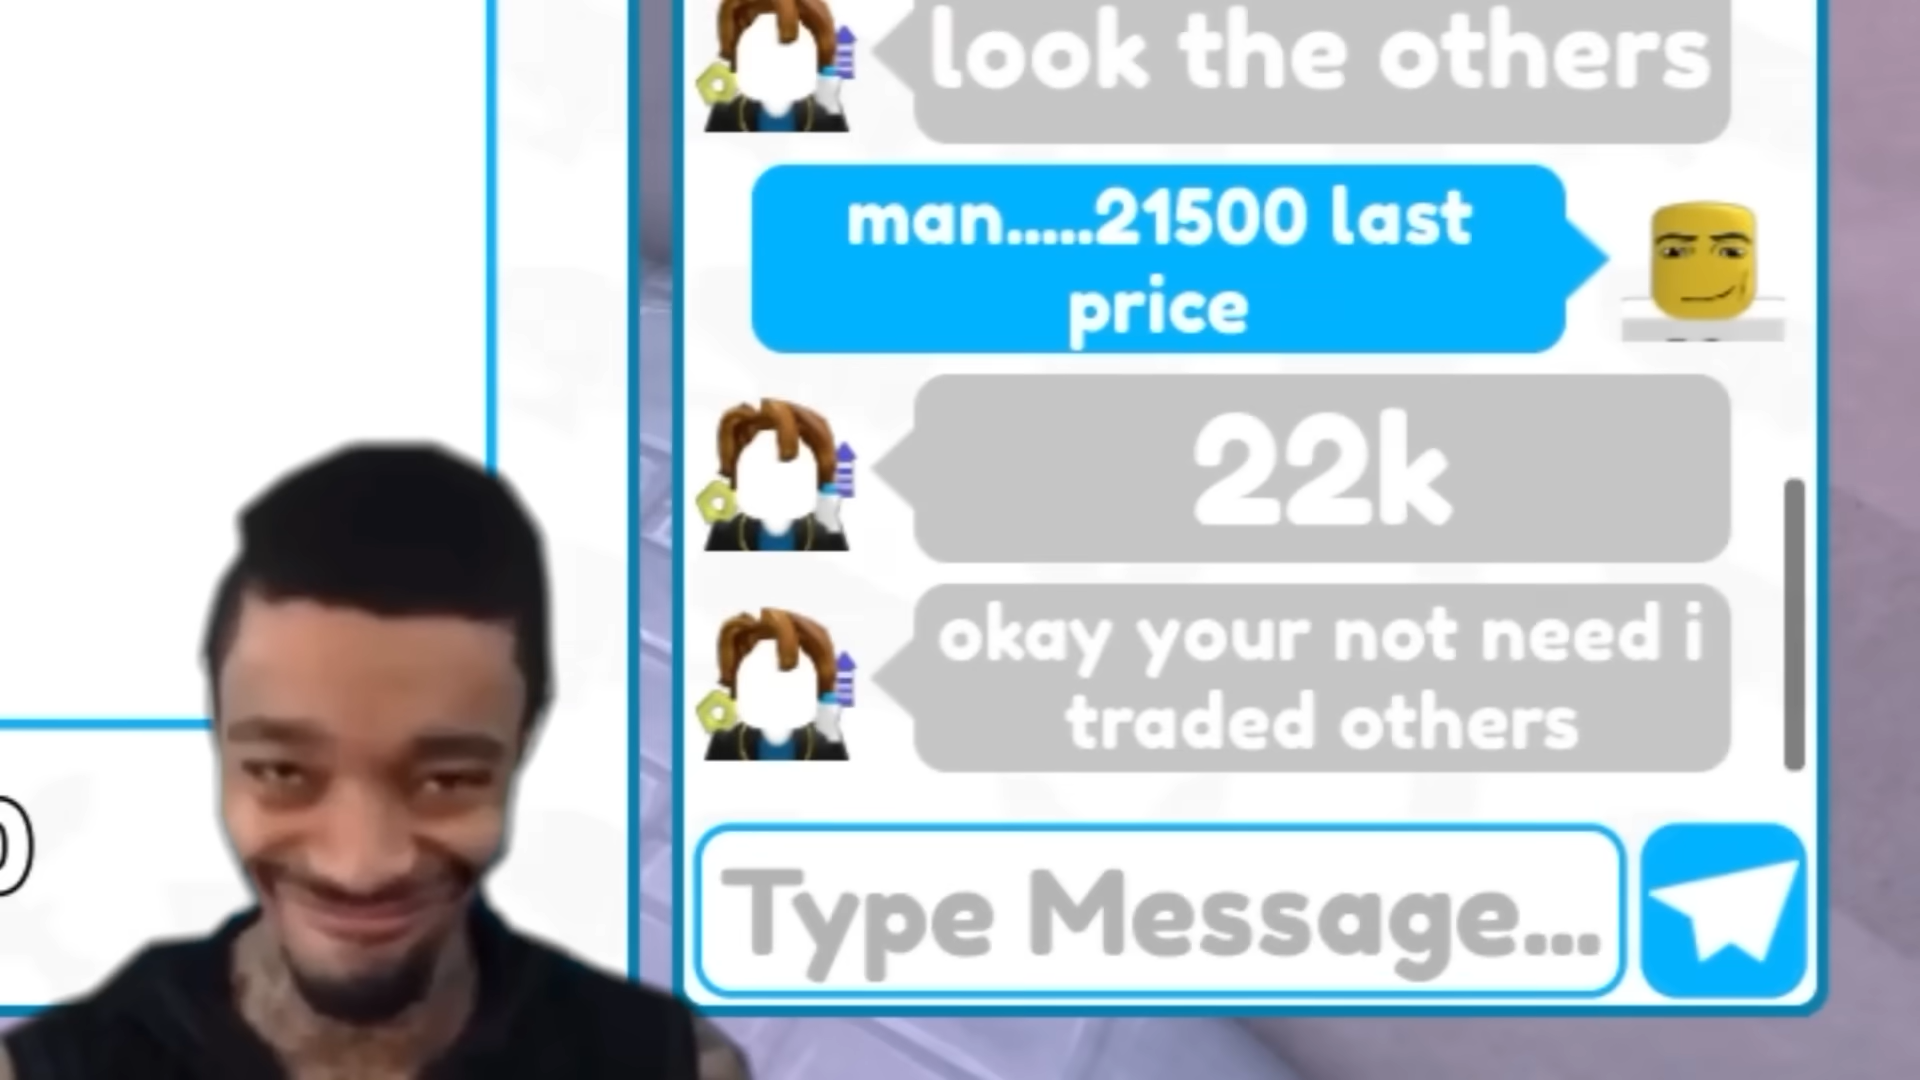 look the others
man.....21500 last
price
22k
okay your not need i
traded others
Type Message...